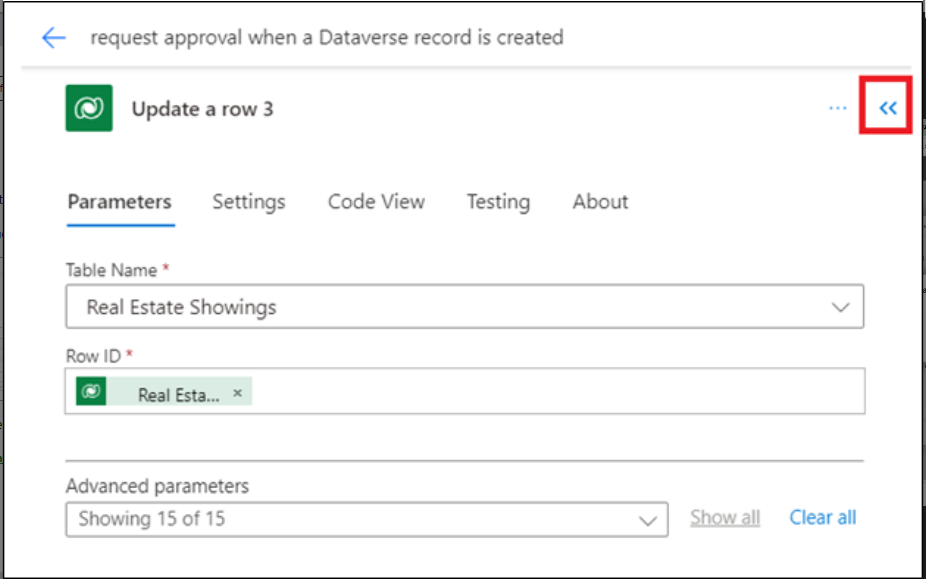 request approval when a Dataverse record is created
Update a row 3
Parameters Settings Code View Testing About
Table Name *
Real Estate Showings
Row ID *
Real Esta... ×
Advanced parameters
Showing 15 of 15 Show all Clear all